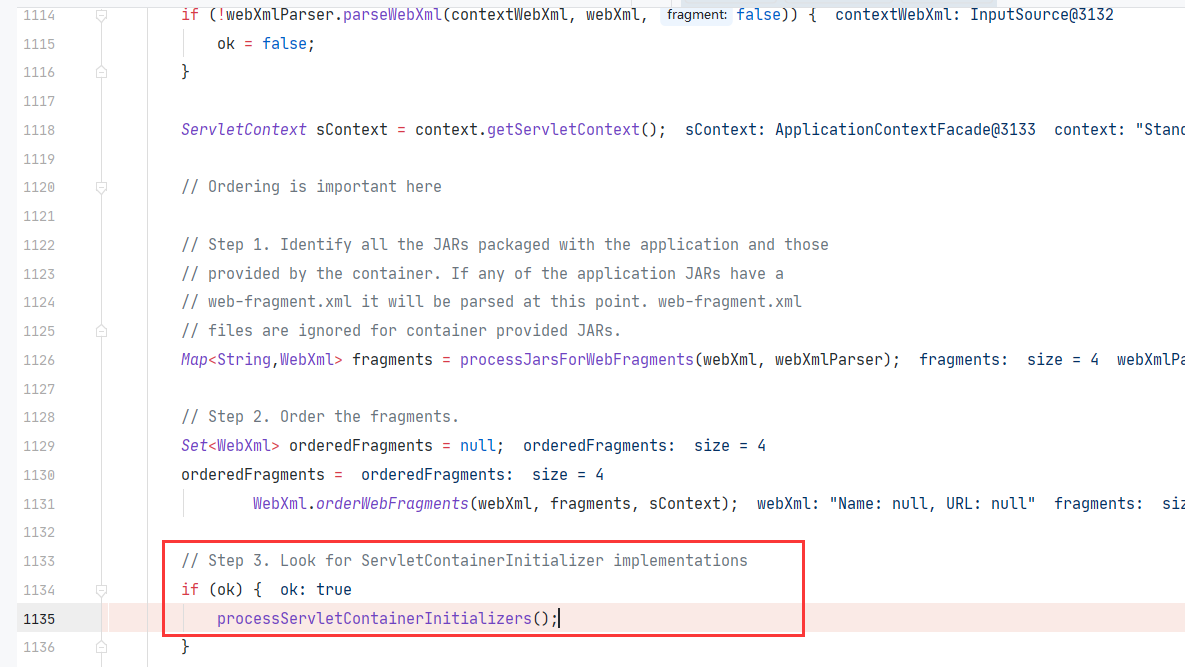 1114 if (!webXmlParser.parseWebXml(contextWebXml, webXml, fragment: false)) { contextWebXml: InputSource@3132
1115 ok = false;
1116 }
1117
1118 ServletContext sContext = context.getServletContext(); sContext: ApplicationContextFacade@3133 context: "Stand
1119
1120 // Ordering is important here
1121
1122 // Step 1. Identify all the JARs packaged with the application and those
1123 // provided by the container. If any of the application JARs have a
1124 // web-fragment.xml it will be parsed at this point. web-fragment.xml
1125 // files are ignored for container provided JARs.
1126 Map<String,WebXml> fragments = processJarsForWebFragments(webXml, webXmlParser); fragments: size = 4 webXmlPa
1127
1128 // Step 2. Order the fragments.
1129 Set<WebXml> orderedFragments = null; orderedFragments: size = 4
1130 orderedFragments = orderedFragments: size = 4
1131 WebXml.orderWebFragments(webXml, fragments, sContext); webXml: "Name: null, URL: null" fragments: siz
1132
1133 // Step 3. Look for ServletContainerInitializer implementations
1134 if (ok) { ok: true
1135 processServletContainerInitializers();
1136 }